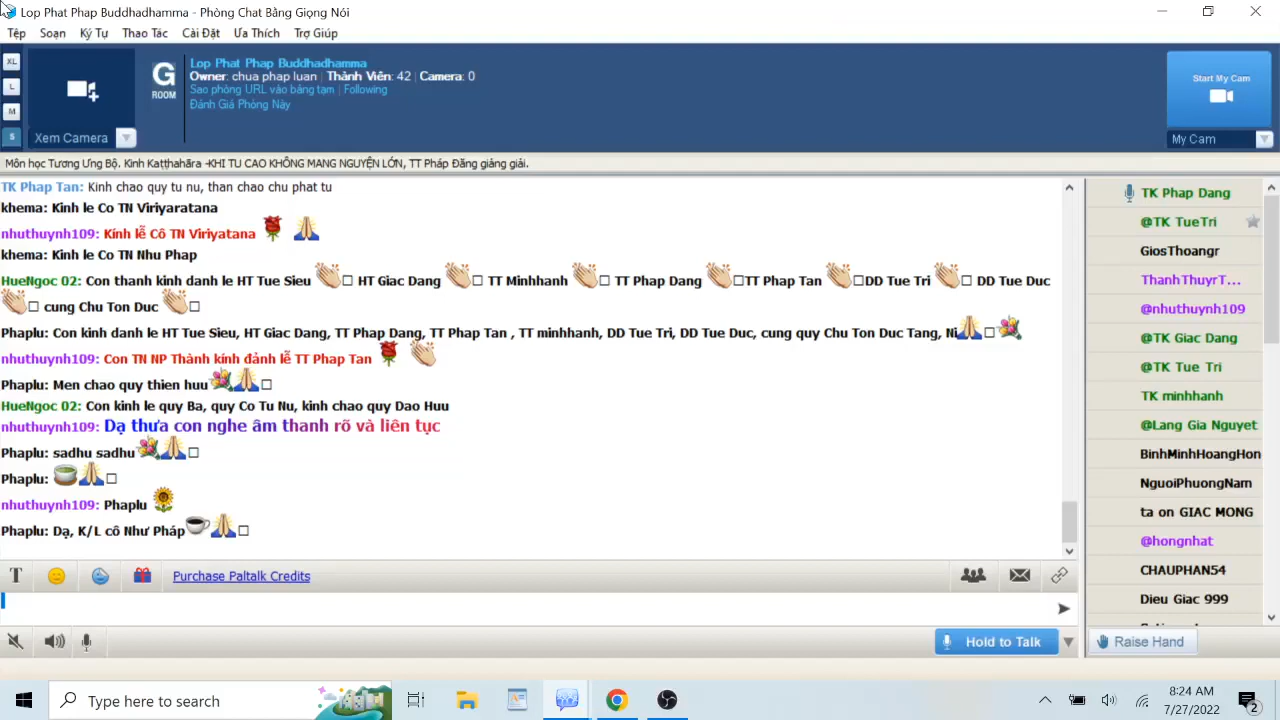 Lop Phat Phap Buddhadhamma - Phòng Chat Bằng Giọng Nói
Tệp Soạn Ký Tự Thao Tác Cài Đặt Ưa Thích Trợ Giúp
XL
L
M
S
Xem Camera
G
ROOM
Lop Phat Phap Buddhadhamma
Owner: chua phap luan | Thành Viên: 42 | Camera: 0
Sao phòng URL vào bảng tạm | Following
Đánh Giá Phòng Này
Start My Cam
My Cam
Môn học Tương Ưng Bộ. Kinh Kaṭṭhahāra -KHI TU CAO KHÔNG MANG NGUYỆN LỚN, TT Pháp Đăng giảng giải.
TK Phap Tan: Kinh chao quy tu nu, than chao chu phat tu
khema: Kinh le Co TN Viriyaratana
nhuthuynh109: Kính lễ Cô TN Viriyatana
khema: Kinh le Co TN Nhu Phap
HueNgoc 02: Con thanh kinh danh le HT Tue Sieu HT Giac Dang TT Minhhanh TT Phap Dang TT Phap Tan DD Tue Tri DD Tue Duc
cung Chu Ton Duc
Phaplu: Con kinh danh le HT Tue Sieu, HT Giac Dang, TT Phap Dang, TT Phap Tan , TT minhhanh, DD Tue Tri, DD Tue Duc, cung quy Chu Ton Duc Tang, Ni
nhuthuynh109: Con TN NP Thành kính đảnh lễ TT Phap Tan
Phaplu: Men chao quy thien huu
HueNgoc 02: Con kinh le quy Ba, quy Co Tu Nu, kinh chao quy Dao Huu
nhuthuynh109: Dạ thưa con nghe âm thanh rõ và liên tục
Phaplu: sadhu sadhu
Phaplu:
nhuthuynh109: Phaplu
Phaplu: Dạ, K/L cô Như Pháp
TK Phap Dang
@TK TueTri
GiosThoangr
ThanhThuyrT...
@nhuthuynh109
@TK Giac Dang
@TK Tue Tri
TK minhhanh
@Lang Gia Nguyet
BinhMinhHoangHon
NguoiPhuongNam
ta on GIAC MONG
@hongnhat
CHAUPHAN54
Dieu Giac 999
T Purchase Paltalk Credits
Hold to Talk
Raise Hand
Type here to search
8:24 AM
7/27/2022
2